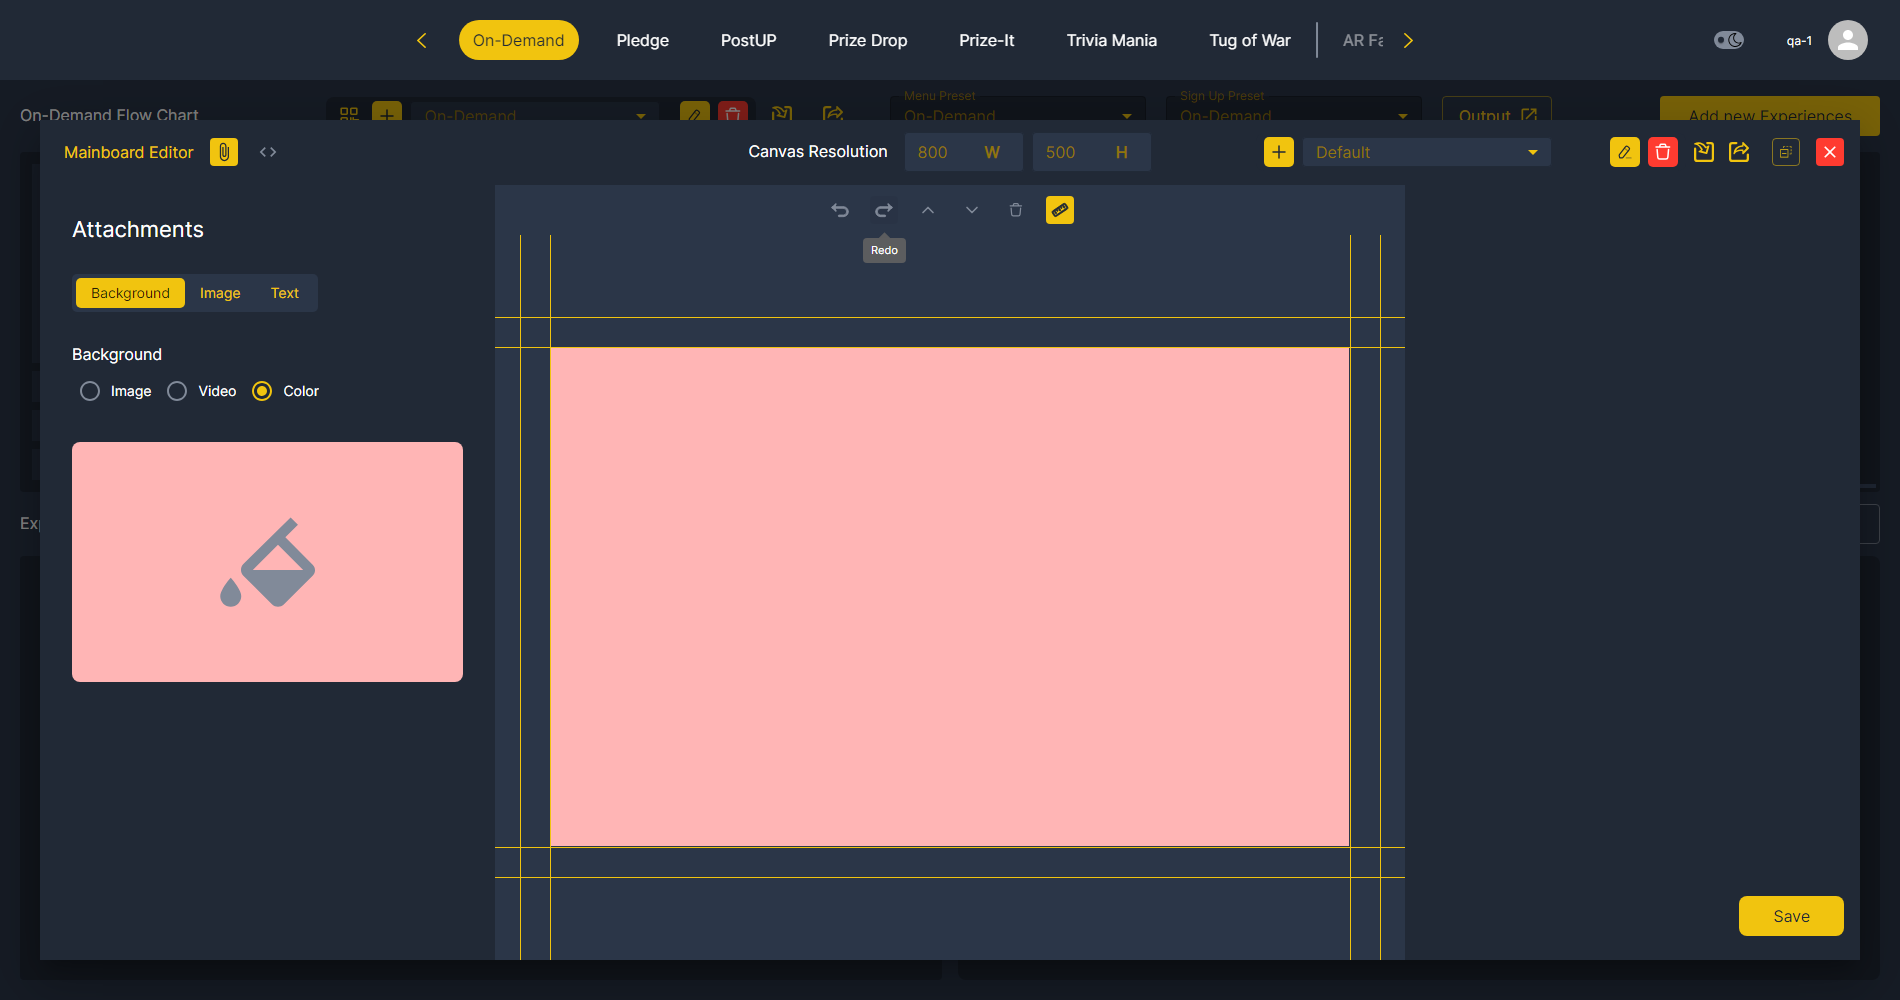 On-Demand
Pledge
PostUP
Prize Drop
Prize-It
Trivia Mania
Tug of War
AR Fa
qa-1
On-Demand Flow Chart
On-Demand
Menu Preset
On-Demand
Sign Up Preset
On-Demand
Output
Add new Experiences
Mainboard Editor
Canvas Resolution
800 W
500 H
Default
Attachments
Redo
Background
Image
Text
Background
Image
Video
Color
Exp
Save